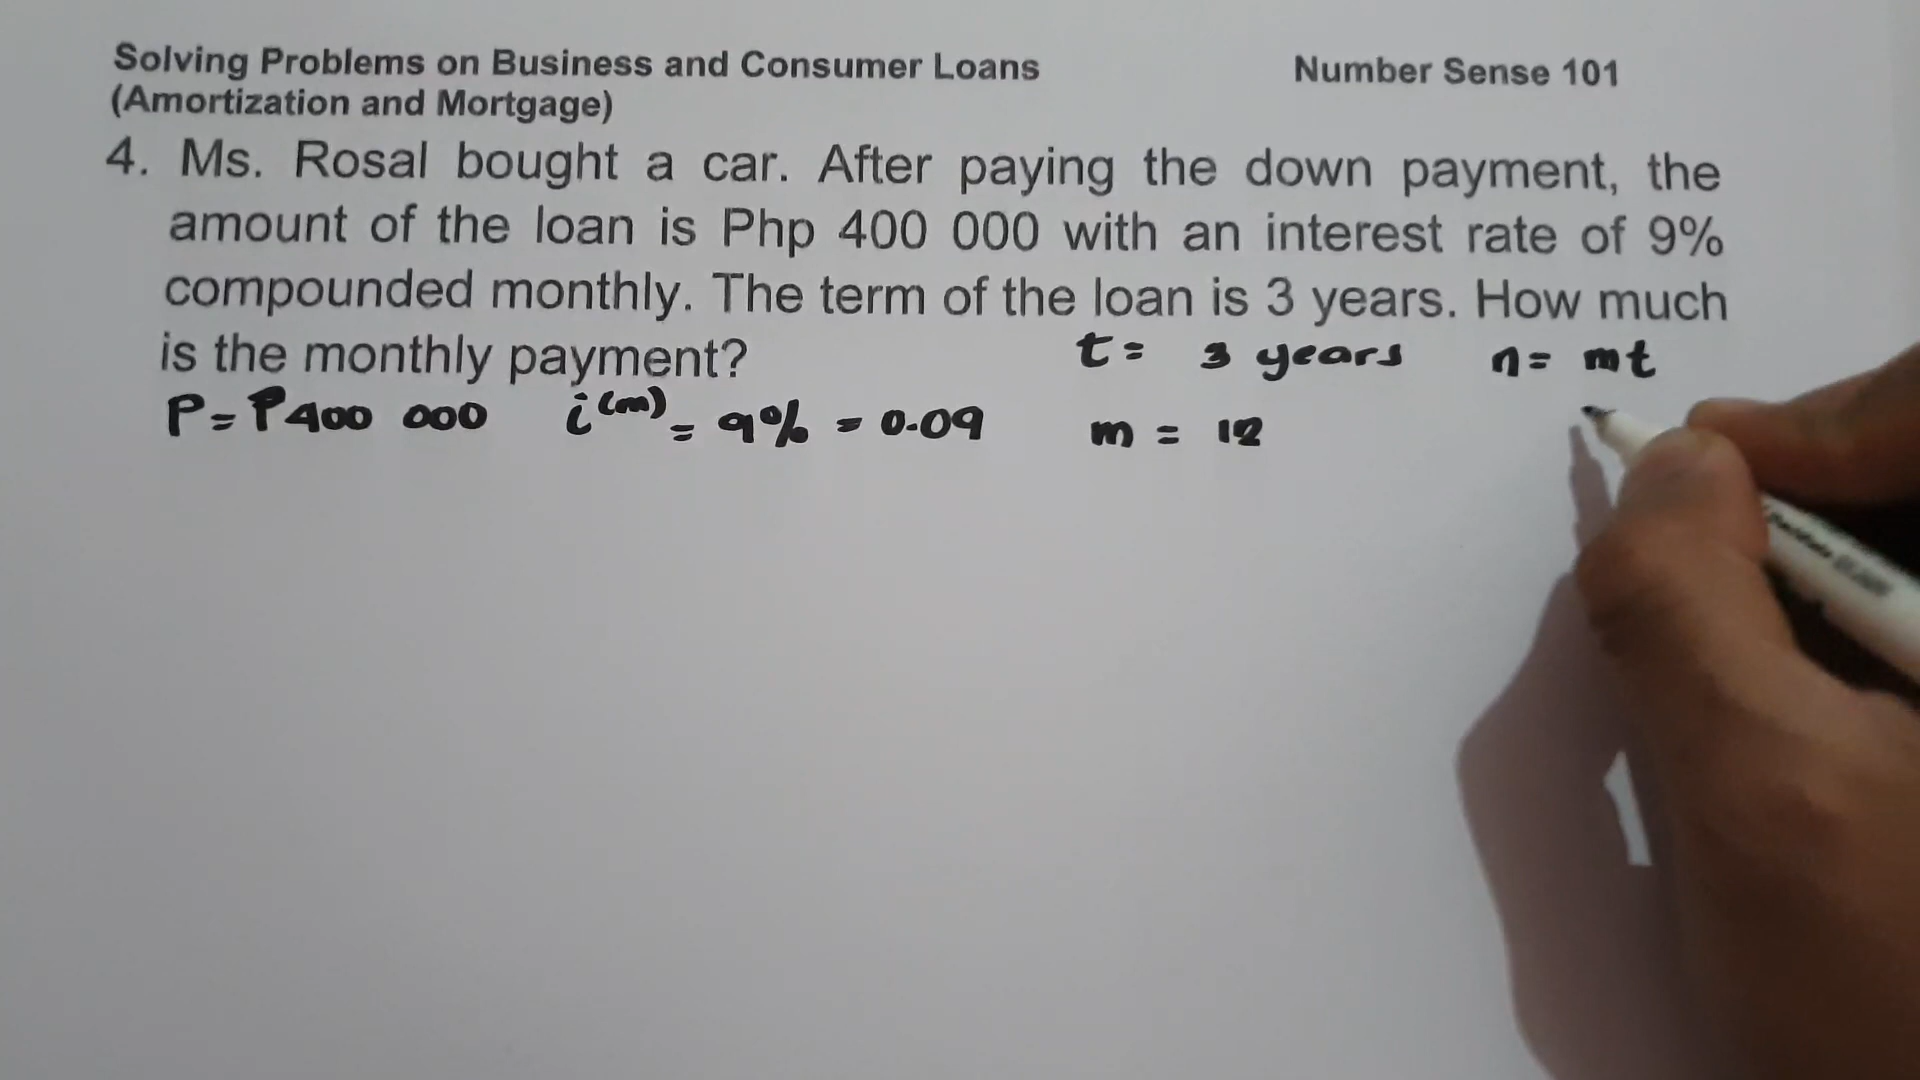 Solving Problems on Business and Consumer Loans Number Sense 101
(Amortization and Mortgage)
4. Ms. Rosal bought a car. After paying the down payment, the
amount of the loan is Php 400 000 with an interest rate of 9%
compounded monthly. The term of the loan is 3 years. How much
is the monthly payment?
t = 3 years n = mt
P = ₱400 000 i^(m) = 9% = 0.09 m = 12